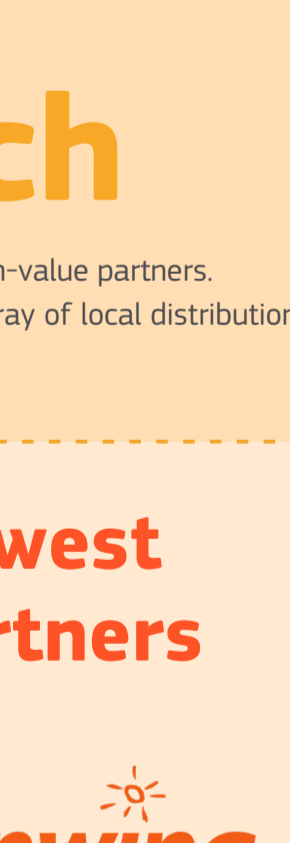 ch
n-value partners.
ray of local distribution
west
rtners